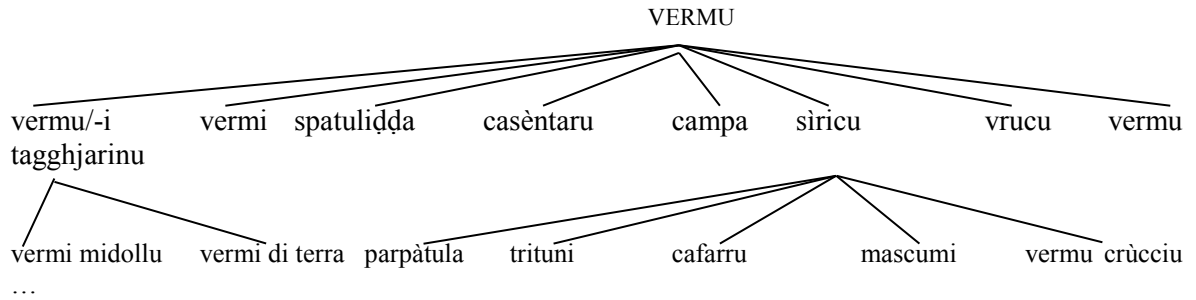 VERMU
vermu/-i vermi spatuliḍḍa casèntaru campa sìricu vrucu vermu
tagghjarinu
vermi midollu vermi di terra parpàtula trituni cafarru mascumi vermu crùcciu
…